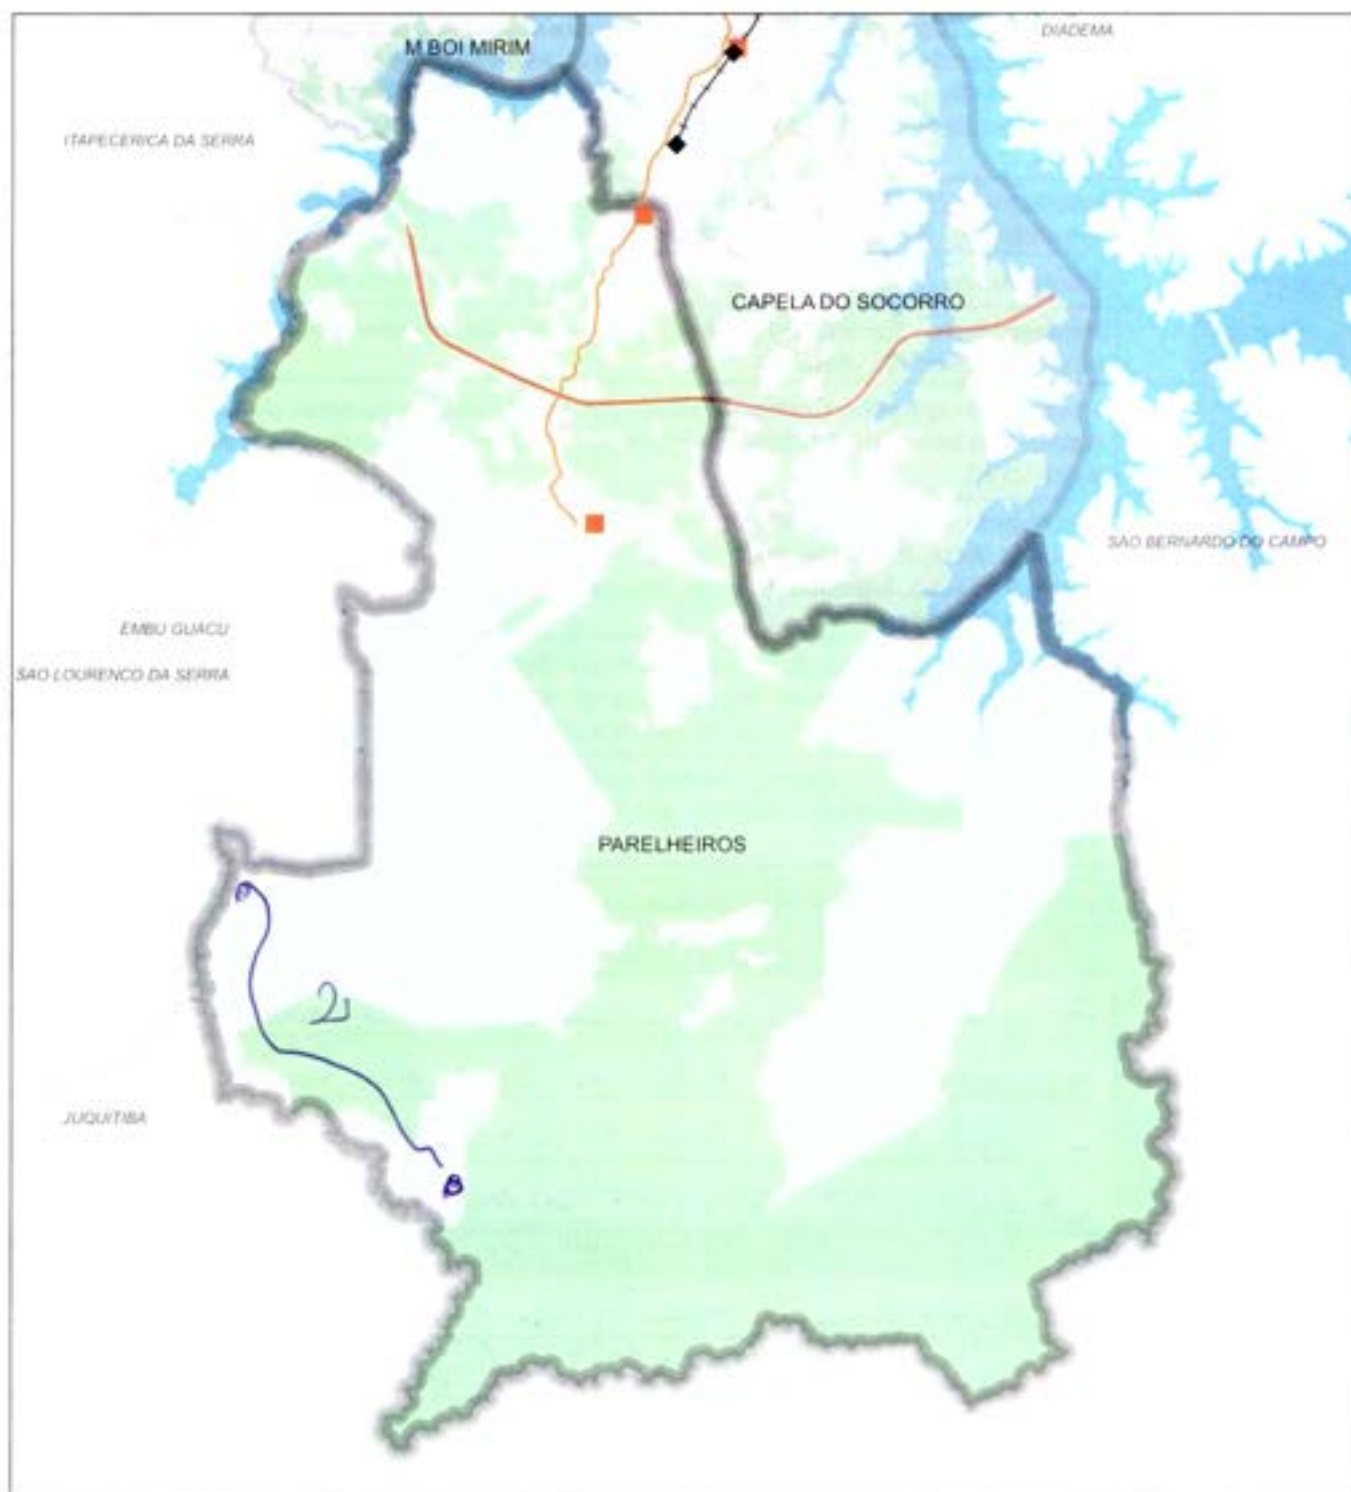 DIADEMA
M BOI MIRIM
ITAPECERICA DA SERRA
CAPELA DO SOCORRO
SAO BERNARDO DO CAMPO
EMBU GUACU
SAO LOURENCO DA SERRA
PARELHEIROS
2
JUQUITIBA
B